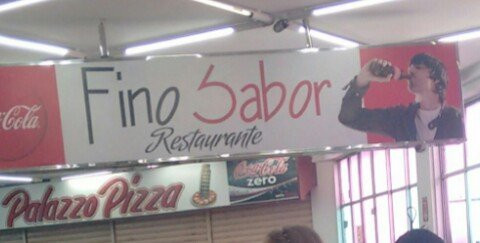 Coca-Cola
Fino Sabor
Restaurante
Palazzo Pizza
Coca-Cola
zero